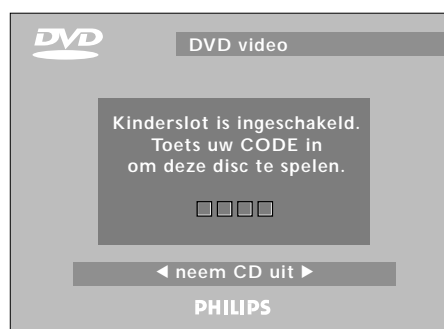 DVD
DVD video
Kinderslot is ingeschakeld.
Toets uw CODE in
om deze disc te spelen.
◀ neem CD uit ▶
PHILIPS